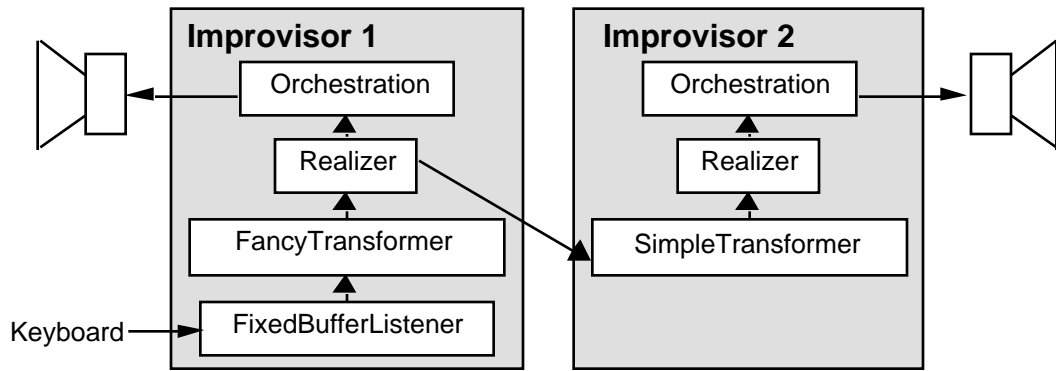 Improvisor 1
Orchestration
Realizer
FancyTransformer
FixedBufferListener
Keyboard
Improvisor 2
Orchestration
Realizer
SimpleTransformer